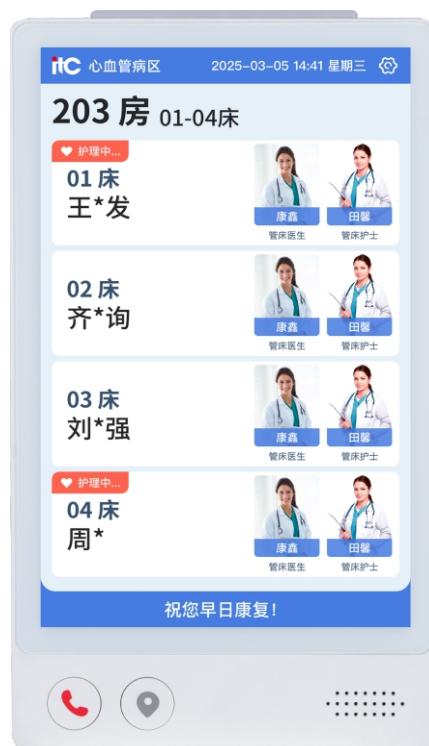 itc 心血管病区 2025-03-05 14:41 星期三
203 房 01-04床
护理中...
01 床
王*发
康鑫 田馨
管床医生 管床护士
02 床
齐*询
康鑫 田馨
管床医生 管床护士
03 床
刘*强
康鑫 田馨
管床医生 管床护士
护理中...
04 床
周*
康鑫 田馨
管床医生 管床护士
祝您早日康复!